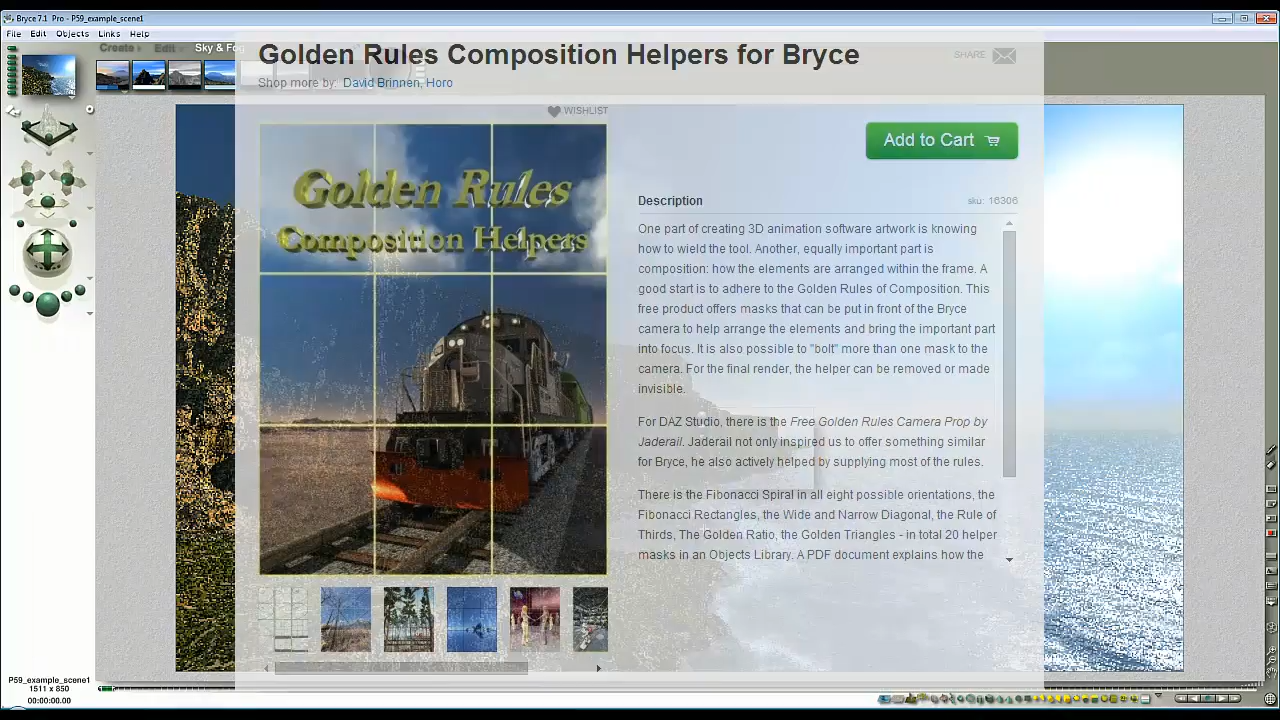 Bryce 7.1 Pro - P59_example_scene1
File Edit Objects Links Help
Create Edit Sky & Fog
Golden Rules Composition Helpers for Bryce
SHARE
Shop more by: David Brinnen, Horo
WISHLIST
Add to Cart
Golden Rules
Composition Helpers
Description
sku: 16306
One part of creating 3D animation software artwork is knowing
how to wield the tool. Another, equally important part is
composition: how the elements are arranged within the frame. A
good start is to adhere to the Golden Rules of Composition. This
free product offers masks that can be put in front of the Bryce
camera to help arrange the elements and bring the important part
into focus. It is also possible to "bolt" more than one mask to the
camera. For the final render, the helper can be removed or made
invisible.
For DAZ Studio, there is the Free Golden Rules Camera Prop by
Jaderail. Jaderail not only inspired us to offer something similar
for Bryce, he also actively helped by supplying most of the rules.
There is the Fibonacci Spiral in all eight possible orientations, the
Fibonacci Rectangles, the Wide and Narrow Diagonal, the Rule of
Thirds, The Golden Ratio, the Golden Triangles - in total 20 helper
masks in an Objects Library. A PDF document explains how the
P59_example_scene1
1511 x 850
00:00:00.00